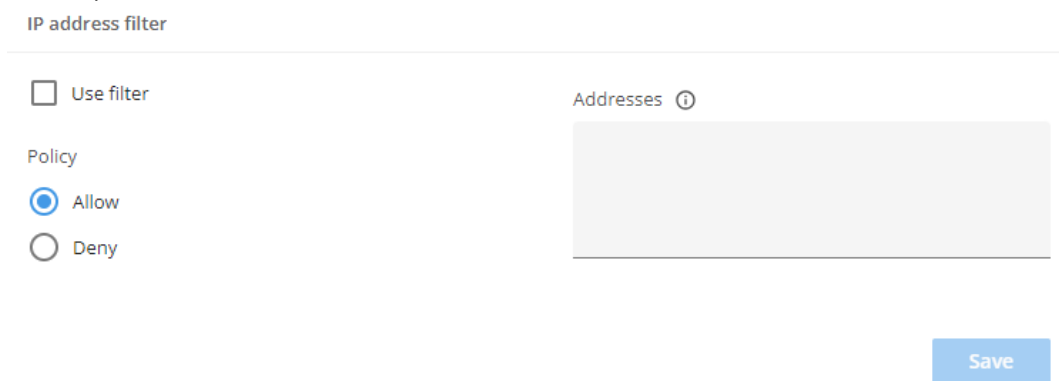 IP address filter
Use filter
Addresses
Policy
Allow
Deny
Save